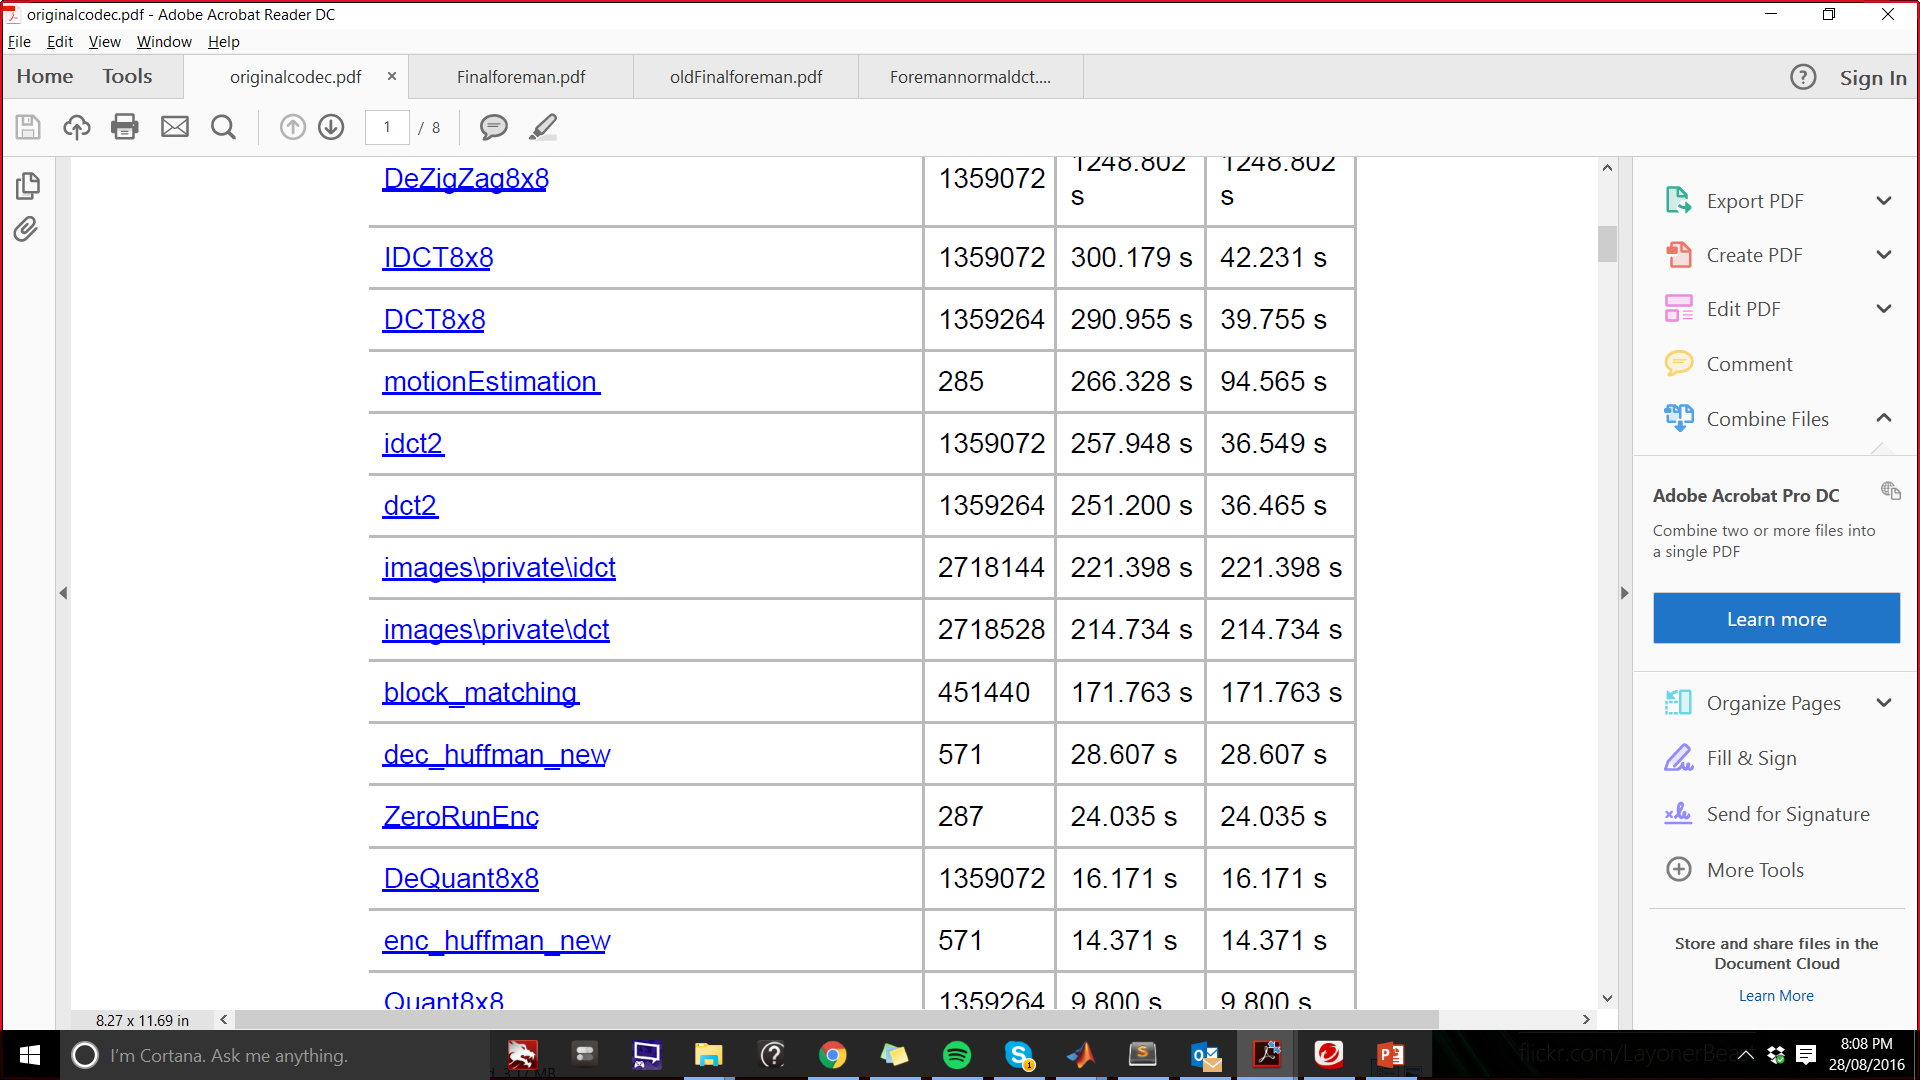 originalcodec.pdf - Adobe Acrobat Reader DC
File Edit View Window Help
Home Tools originalcodec.pdf × Finalforeman.pdf oldFinalforeman.pdf Foremannormaldct.... ? Sign In
1 / 8
DeZigZag8x8 1359072 1248.802 s 1248.802 s
IDCT8x8 1359072 300.179 s 42.231 s
DCT8x8 1359264 290.955 s 39.755 s
motionEstimation 285 266.328 s 94.565 s
idct2 1359072 257.948 s 36.549 s
dct2 1359264 251.200 s 36.465 s
images\private\idct 2718144 221.398 s 221.398 s
images\private\dct 2718528 214.734 s 214.734 s
block_matching 451440 171.763 s 171.763 s
dec_huffman_new 571 28.607 s 28.607 s
ZeroRunEnc 287 24.035 s 24.035 s
DeQuant8x8 1359072 16.171 s 16.171 s
enc_huffman_new 571 14.371 s 14.371 s
Quant8x8 1359264 9.800 s 9.800 s
8.27 x 11.69 in
Export PDF
Create PDF
Edit PDF
Comment
Combine Files
Adobe Acrobat Pro DC
Combine two or more files into
a single PDF
Learn more
Organize Pages
Fill & Sign
Send for Signature
More Tools
Store and share files in the
Document Cloud
Learn More
I'm Cortana. Ask me anything.
8:08 PM
28/08/2016